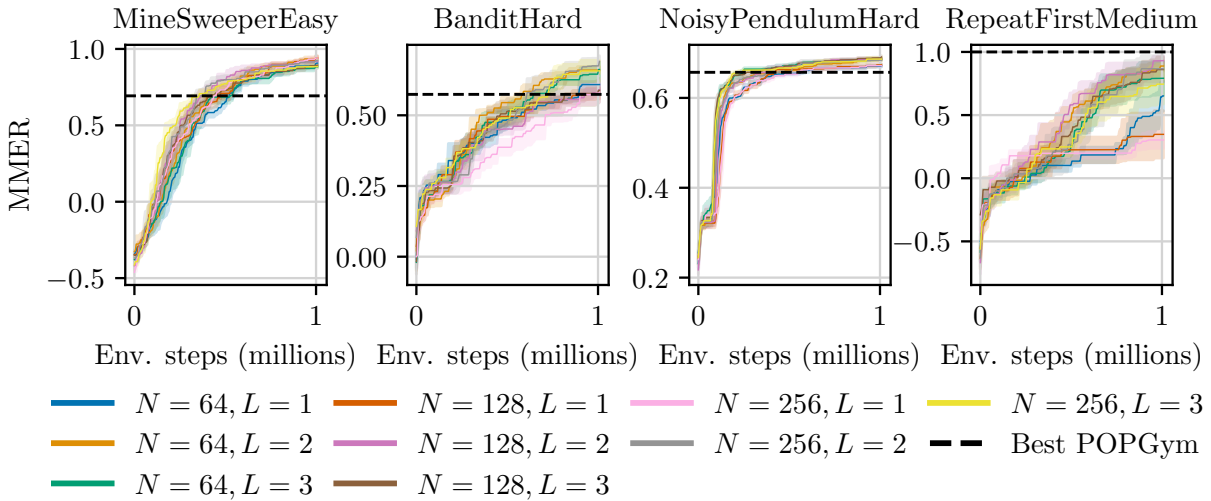 MineSweeperEasy BanditHard NoisyPendulumHard RepeatFirstMedium
MMER
1.0
0.5
0.0
−0.5
0 1
Env. steps (millions)
0.50
0.25
0.00
0 1
Env. steps (millions)
0.6
0.4
0.2
0 1
Env. steps (millions)
1.0
0.5
0.0
−0.5
0 1
Env. steps (millions)
N = 64, L = 1 N = 128, L = 1 N = 256, L = 1 N = 256, L = 3
N = 64, L = 2 N = 128, L = 2 N = 256, L = 2 Best POPGym
N = 64, L = 3 N = 128, L = 3